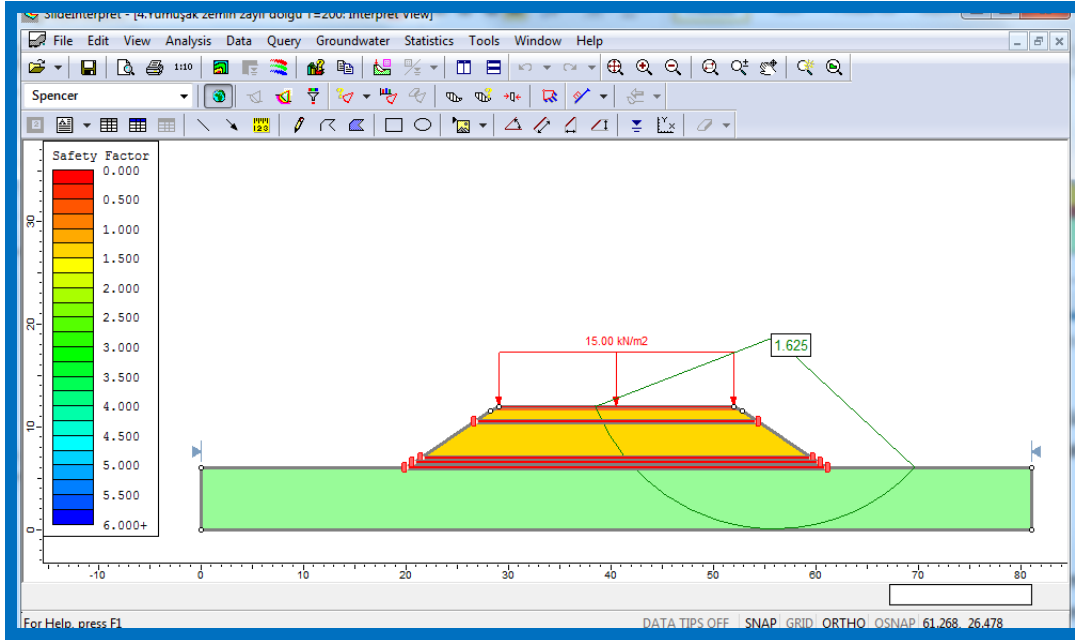 SlideInterpret - [4.Yumuşak zemin zayıf dolgu T=200: Interpret View]
File Edit View Analysis Data Query Groundwater Statistics Tools Window Help
1:10
Spencer
Safety Factor
0.000
0.500
1.000
1.500
2.000
2.500
3.000
3.500
4.000
4.500
5.000
5.500
6.000+
30
20
10
0
15.00 kN/m2
1.625
-10 0 10 20 30 40 50 60 70 80
For Help, press F1
DATA TIPS OFF SNAP GRID ORTHO OSNAP 61.268, 26.478